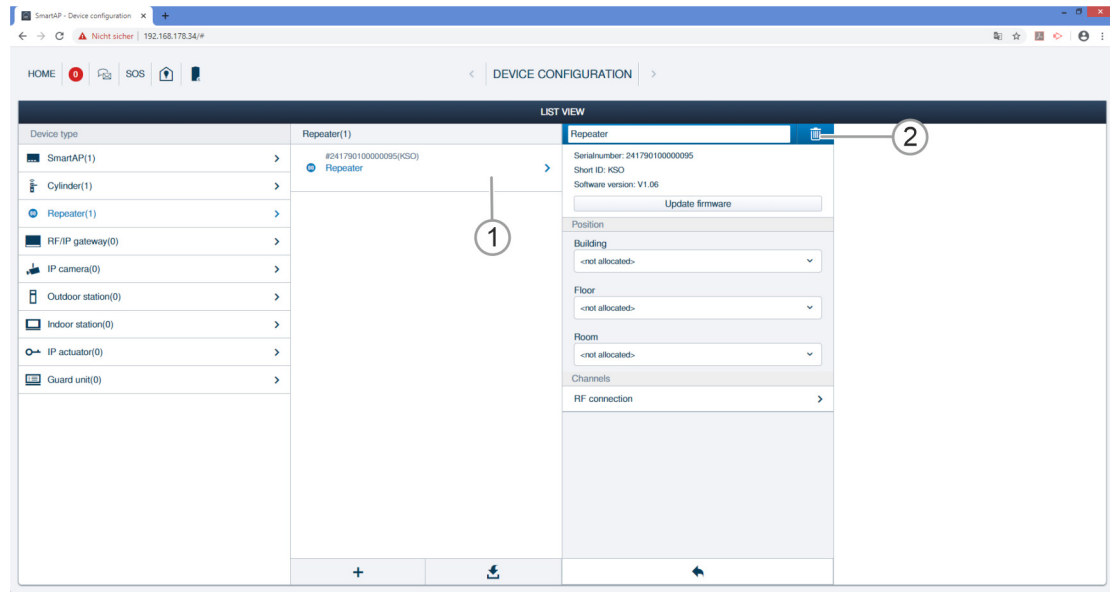 SmartAP - Device configuration
Nicht sicher | 192.168.178.34/#
HOME 0 SOS
DEVICE CONFIGURATION
LIST VIEW
Device type
SmartAP(1)
Cylinder(1)
Repeater(1)
RF/IP gateway(0)
IP camera(0)
Outdoor station(0)
Indoor station(0)
IP actuator(0)
Guard unit(0)
Repeater(1)
#241790100000095(KSO)
Repeater
1
Repeater
2
Serialnumber: 241790100000095
Short ID: KSO
Software version: V1.06
Update firmware
Position
Building
<not allocated>
Floor
<not allocated>
Room
<not allocated>
Channels
RF connection